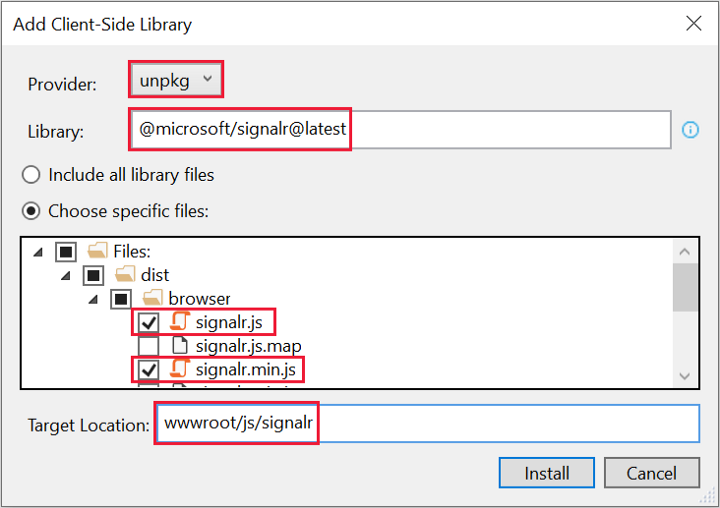 Add Client-Side Library
Provider: unpkg
Library: @microsoft/signalr@latest
Include all library files
Choose specific files:
Files:
dist
browser
signalr.js
signalr.js.map
signalr.min.js
Target Location: wwwroot/js/signalr
Install Cancel